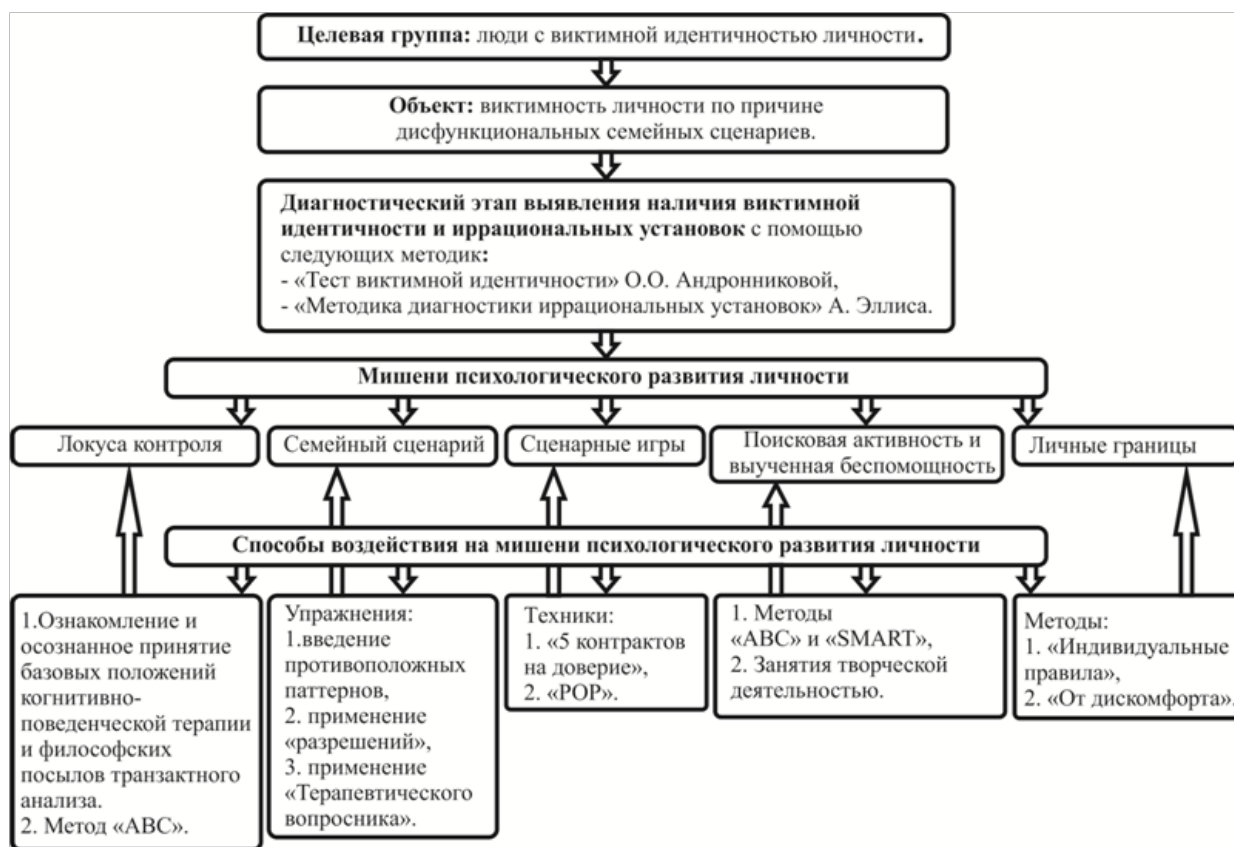 Целевая группа: люди с виктимной идентичностью личности.
Объект: виктимность личности по причине
дисфункциональных семейных сценариев.
Диагностический этап выявления наличия виктимной
идентичности и иррациональных установок с помощью
следующих методик:
- «Тест виктимной идентичности» О.О. Андронниковой,
- «Методика диагностики иррациональных установок» А. Эллиса.
Мишени психологического развития личности
Локуса контроля
Семейный сценарий
Сценарные игры
Поисковая активность и
выученная беспомощность
Личные границы
Способы воздействия на мишени психологического развития личности
1.Ознакомление и
осознанное принятие
базовых положений
когнитивно-
поведенческой терапии
и философских
посылов транзактного
анализа.
2. Метод «АВС».
Упражнения:
1.введение
противоположных
паттернов,
2. применение
«разрешений»,
3. применение
«Терапевтического
вопросника».
Техники:
1. «5 контрактов
на доверие»,
2. «РОР».
1. Методы
«АВС» и «SMART»,
2. Занятия творческой
деятельностью.
Методы:
1. «Индивидуальные
правила»,
2. «От дискомфорта».